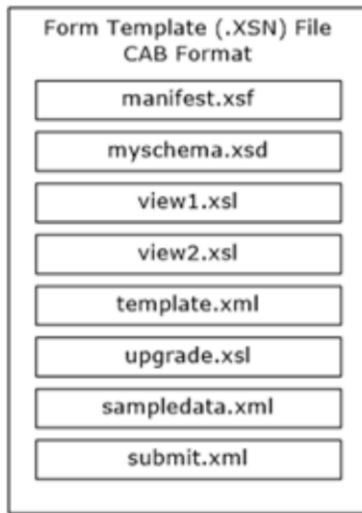 Form Template (.XSN) File
CAB Format
manifest.xsf
myschema.xsd
view1.xsl
view2.xsl
template.xml
upgrade.xsl
sampledata.xml
submit.xml